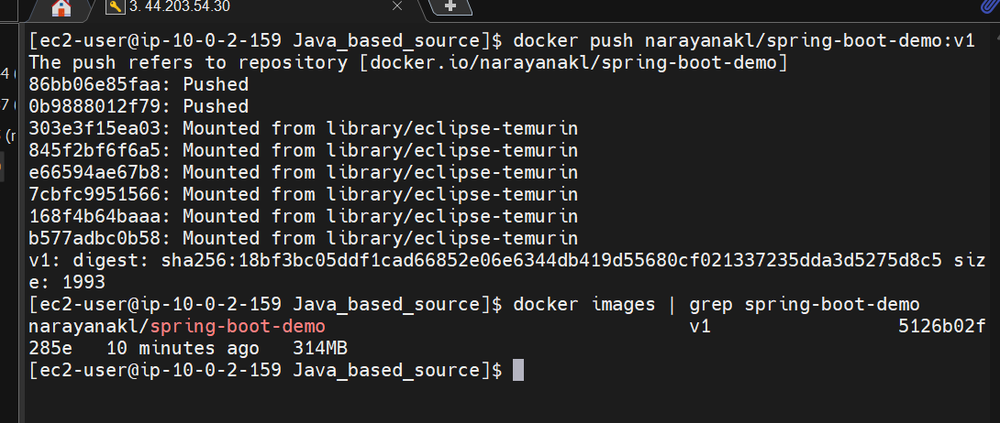 3. 44.203.54.30
[ec2-user@ip-10-0-2-159 Java_based_source]$ docker push narayanakl/spring-boot-demo:v1
The push refers to repository [docker.io/narayanakl/spring-boot-demo]
86bb06e85faa: Pushed
0b9888012f79: Pushed
303e3f15ea03: Mounted from library/eclipse-temurin
845f2bf6f6a5: Mounted from library/eclipse-temurin
e66594ae67b8: Mounted from library/eclipse-temurin
7cbfc9951566: Mounted from library/eclipse-temurin
168f4b64baaa: Mounted from library/eclipse-temurin
b577adbc0b58: Mounted from library/eclipse-temurin
v1: digest: sha256:18bf3bc05ddf1cad66852e06e6344db419d55680cf021337235dda3d5275d8c5 siz
e: 1993
[ec2-user@ip-10-0-2-159 Java_based_source]$ docker images | grep spring-boot-demo
narayanakl/spring-boot-demo v1 5126b02f
285e 10 minutes ago 314MB
[ec2-user@ip-10-0-2-159 Java_based_source]$